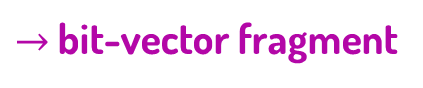 → bit-vector fragment